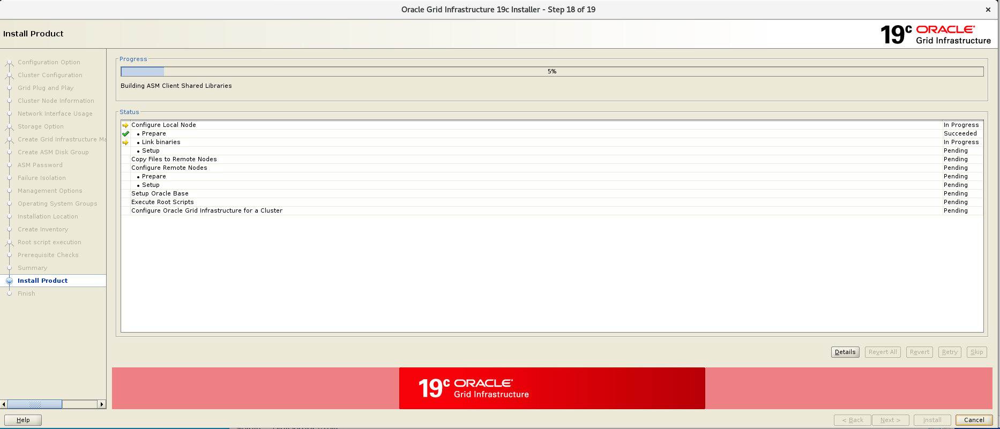 Oracle Grid Infrastructure 19c Installer - Step 18 of 19
×
Install Product
19c ORACLE
Grid Infrastructure
Configuration Option
Cluster Configuration
Grid Plug and Play
Cluster Node Information
Network Interface Usage
Storage Option
Create Grid Infrastructure Ma
Create ASM Disk Group
ASM Password
Failure Isolation
Management Options
Operating System Groups
Installation Location
Create Inventory
Root script execution
Prerequisite Checks
Summary
Install Product
Finish
Progress
5%
Building ASM Client Shared Libraries
Status
Configure Local Node In Progress
• Prepare Succeeded
• Link binaries In Progress
• Setup Pending
Copy Files to Remote Nodes Pending
Configure Remote Nodes Pending
• Prepare Pending
• Setup Pending
Setup Oracle Base Pending
Execute Root Scripts Pending
Configure Oracle Grid Infrastructure for a Cluster Pending
Details Revert All Revert Retry Skip
19c ORACLE
Grid Infrastructure
Help < Back Next > Install Cancel